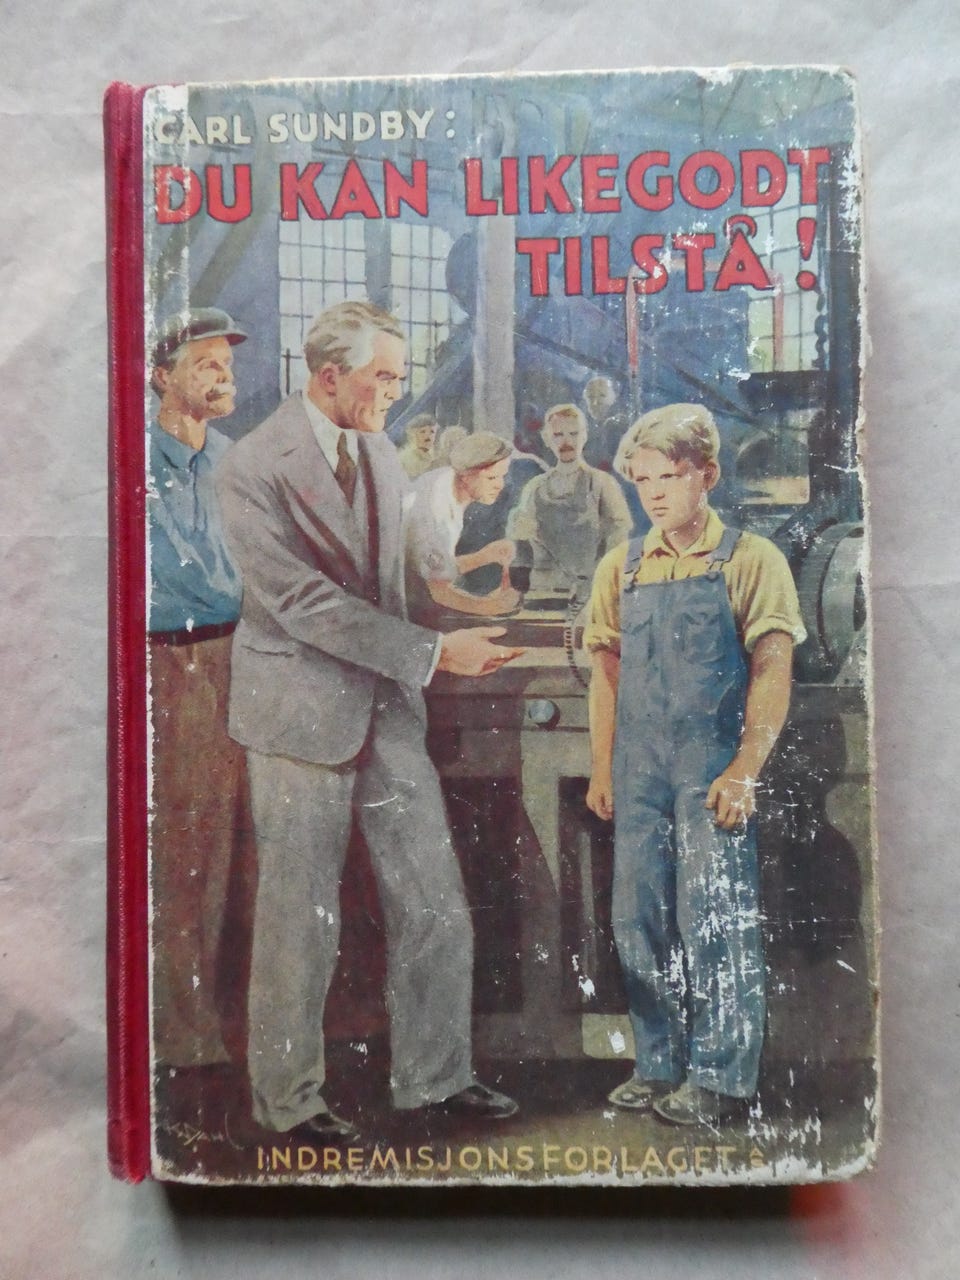 CARL SUNDBY:
DU KAN LIKEGODT
TILSTÅ!
INDREMISJONSFORLAGET A/S